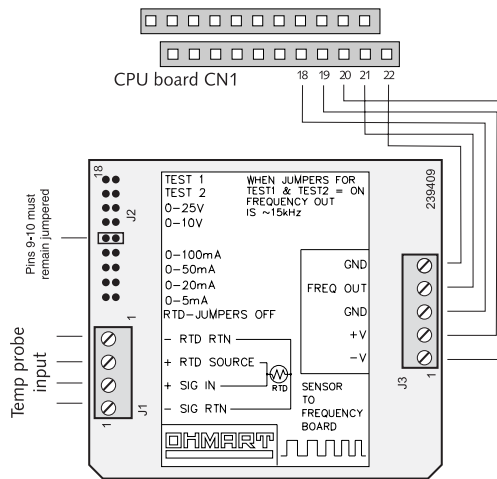 CPU board CN1
18 19 20 21 22
18
J2
Pins 9-10 must
remain jumpered
1
TEST 1
TEST 2
0-25V
0-10V
0-100mA
0-50mA
0-20mA
0-5mA
RTD-JUMPERS OFF
WHEN JUMPERS FOR
TEST1 & TEST2 = ON
FREQUENCY OUT
IS ~15kHz
239409
GND
FREQ OUT
GND
+V
-V
J3
1
Temp probe
input
J1
1
- RTD RTN
+ RTD SOURCE
+ SIG IN
- SIG RTN
RTD
SENSOR
TO
FREQUENCY
BOARD
OHMART